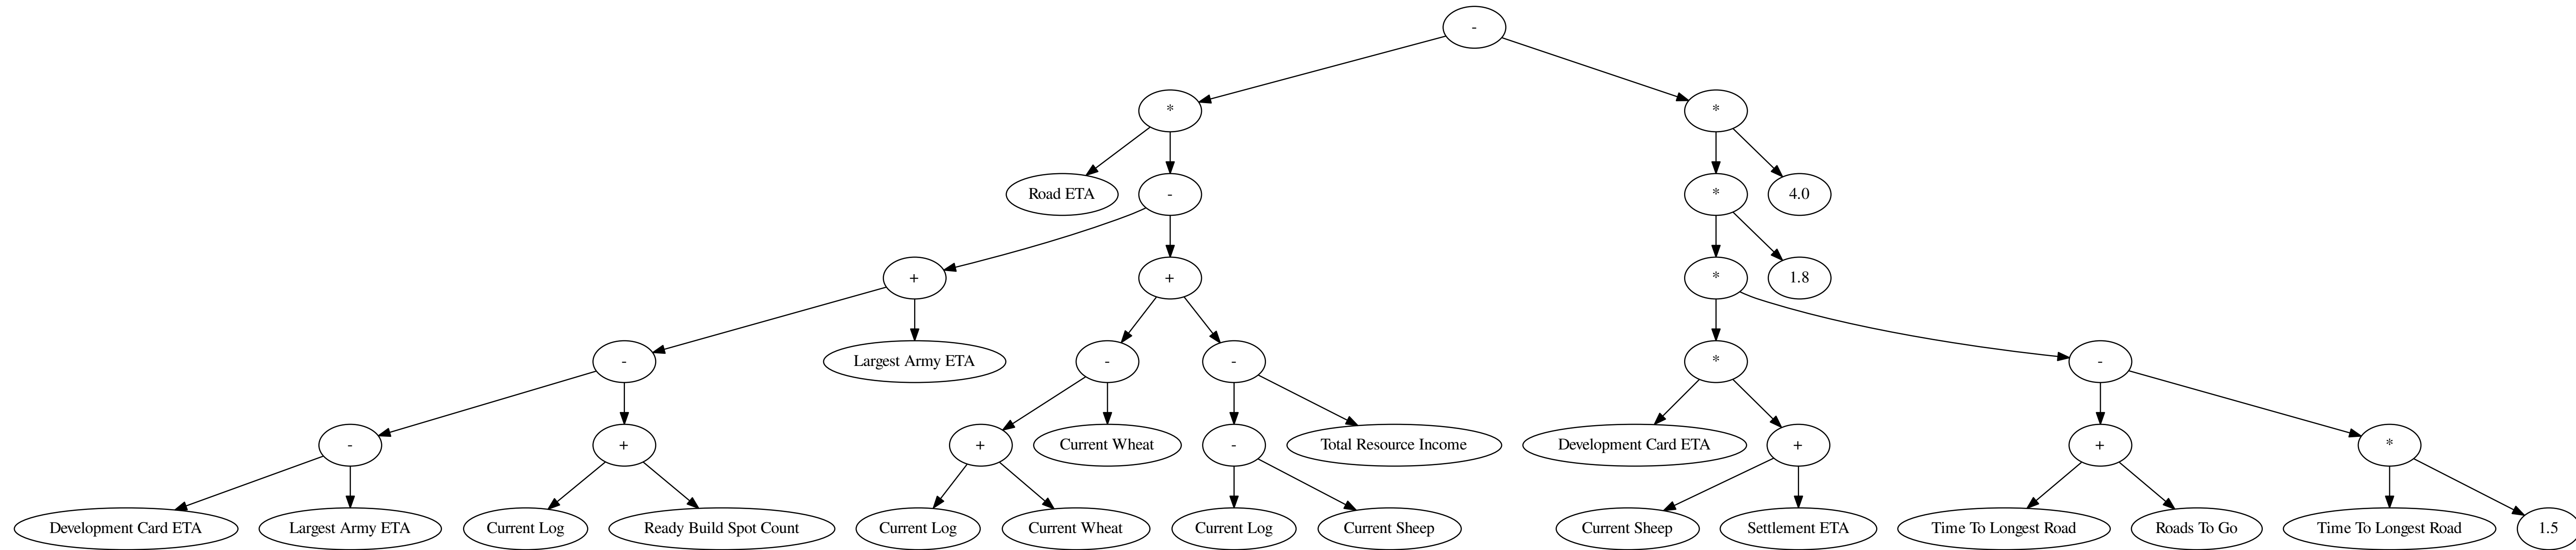 -
* *
Road ETA - * 4.0
+ + * 1.8
- Largest Army ETA - - * -
- + + Current Wheat - Total Resource Income Development Card ETA + + *
Development Card ETA Largest Army ETA Current Log Ready Build Spot Count Current Log Current Wheat Current Log Current Sheep Current Sheep Settlement ETA Time To Longest Road Roads To Go Time To Longest Road 1.5